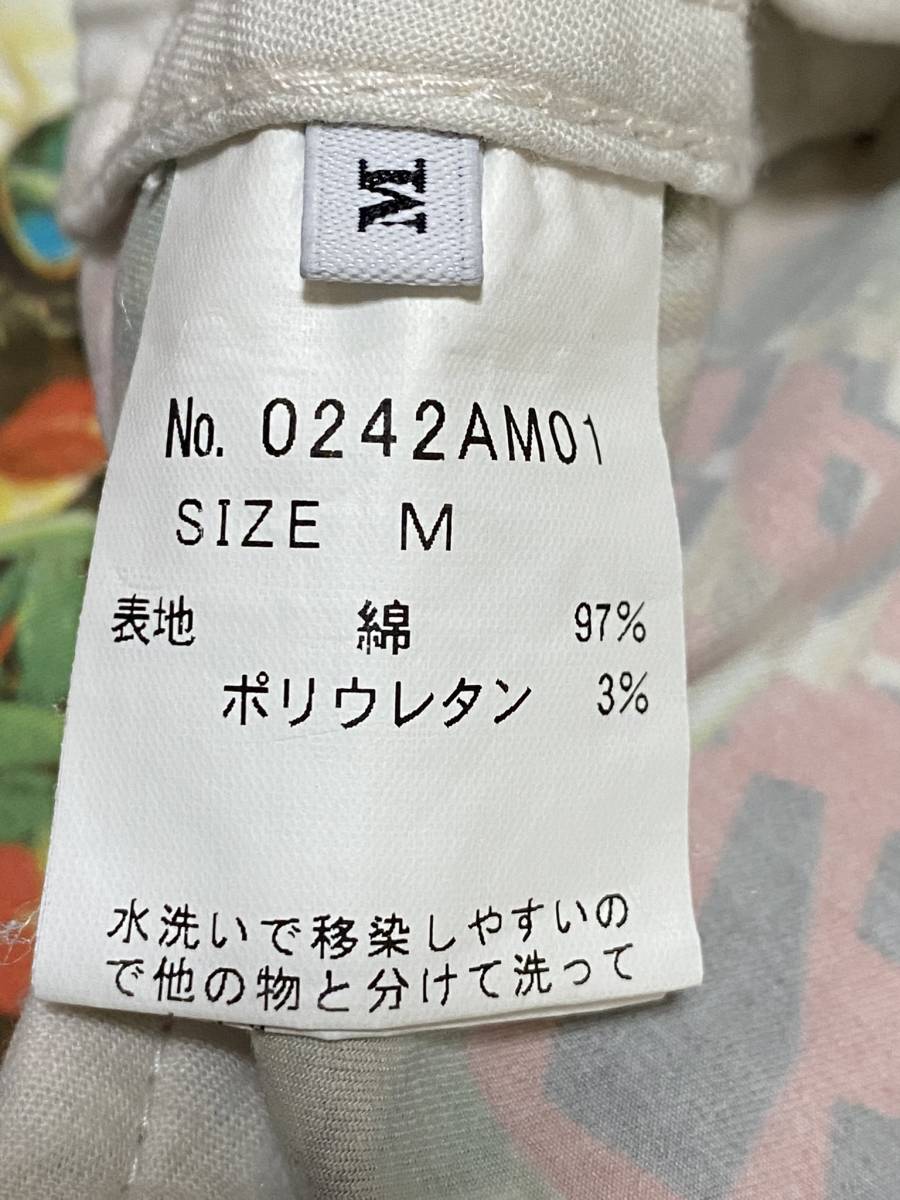 M
No. 0242AM01
SIZE M
表地 綿 97%
ポリウレタン 3%
水洗いで移染しやすいの
で他の物と分けて洗って